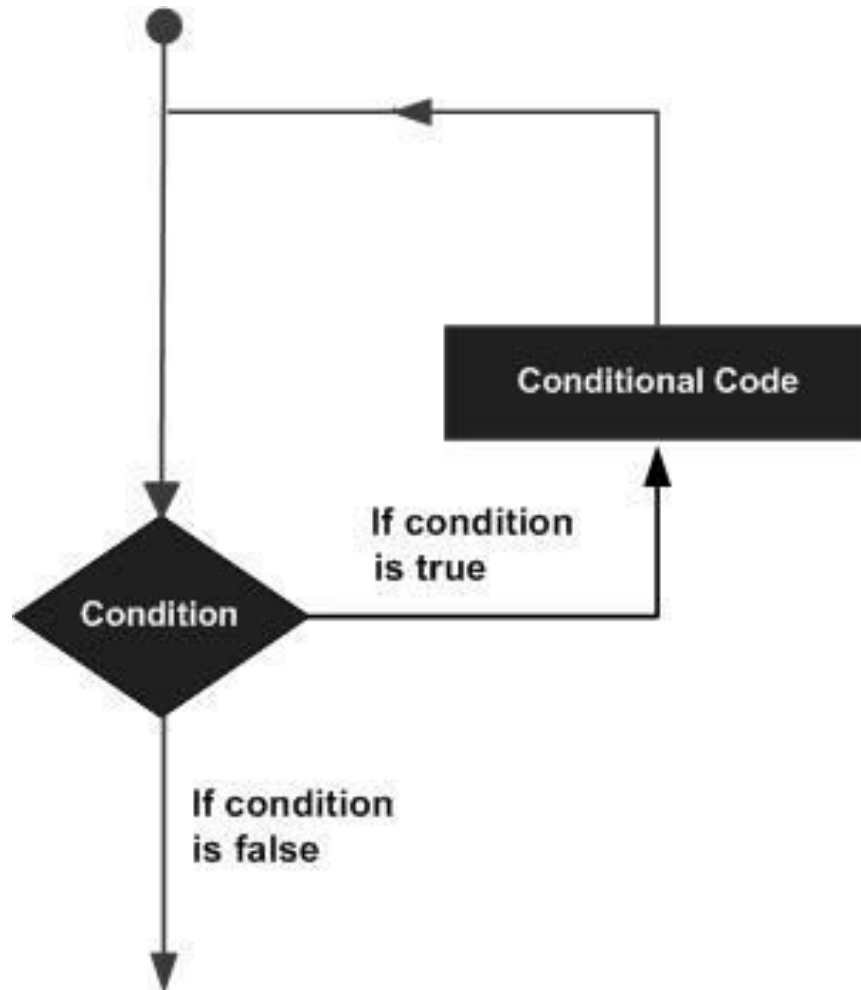 Conditional Code
If condition
is true
Condition
If condition
is false